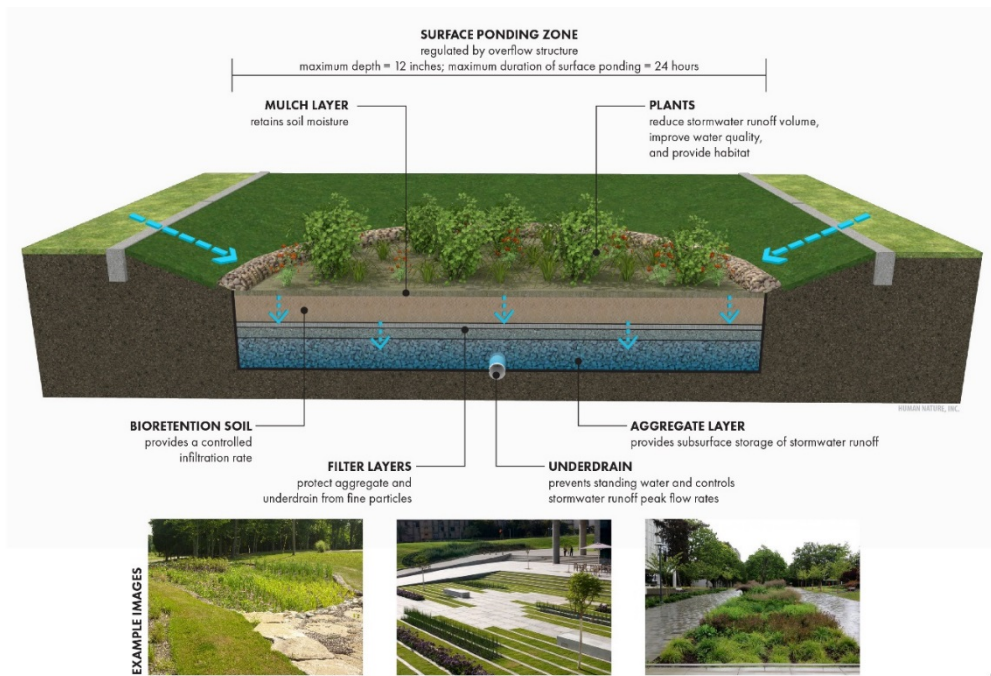 SURFACE PONDING ZONE
regulated by overflow structure
maximum depth = 12 inches; maximum duration of surface ponding = 24 hours
MULCH LAYER
retains soil moisture
PLANTS
reduce stormwater runoff volume,
improve water quality,
and provide habitat
HUMAN NATURE, INC.
BIORETENTION SOIL
provides a controlled
infiltration rate
AGGREGATE LAYER
provides subsurface storage of stormwater runoff
FILTER LAYERS
protect aggregate and
underdrain from fine particles
UNDERDRAIN
prevents standing water and controls
stormwater runoff peak flow rates
EXAMPLE IMAGES